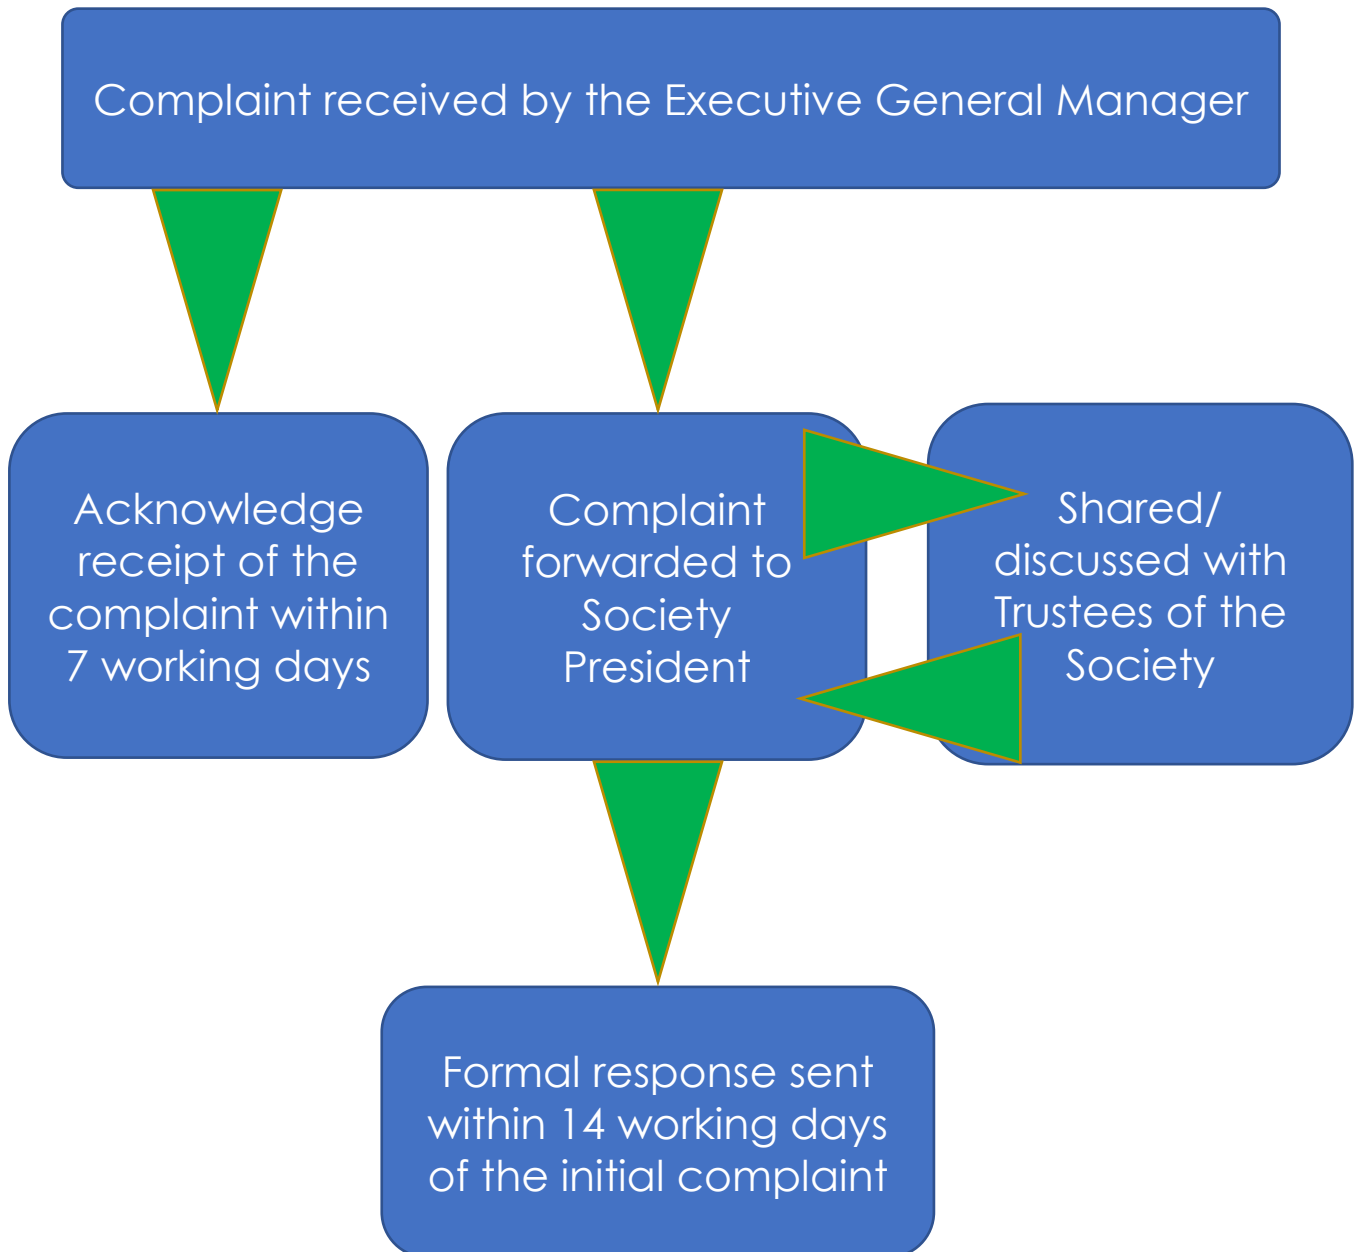 Complaint received by the Executive General Manager
Acknowledge
receipt of the
complaint within
7 working days
Complaint
forwarded to
Society
President
Shared/
discussed with
Trustees of the
Society
Formal response sent
within 14 working days
of the initial complaint